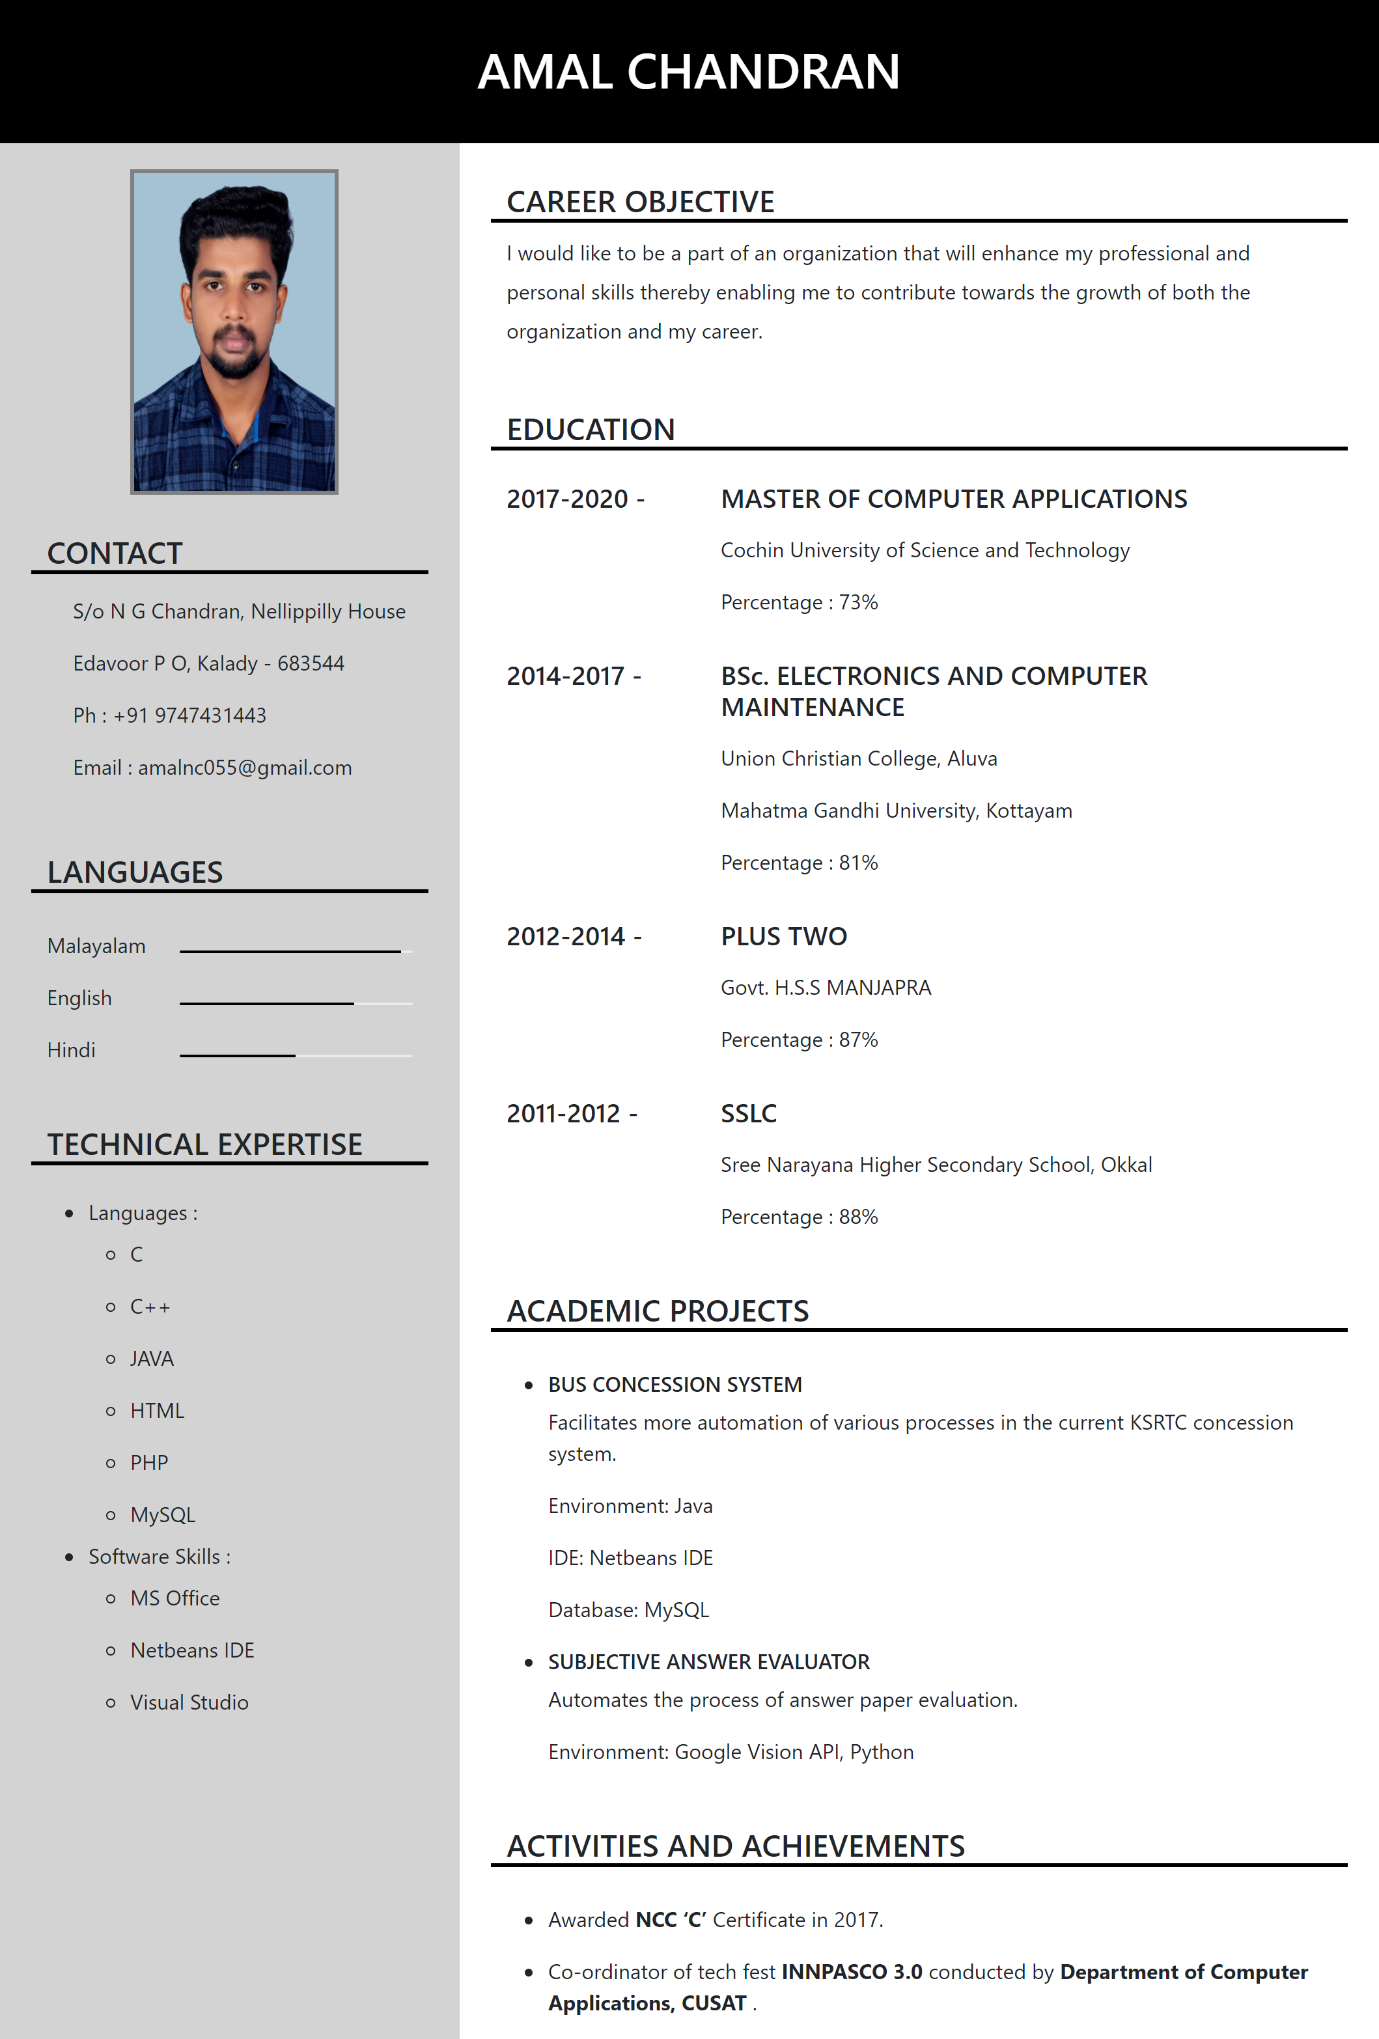 AMAL CHANDRAN
CONTACT
S/o N G Chandran, Nellippilly House
Edavoor P O, Kalady - 683544
Ph : +91 9747431443
Email : amalnc055@gmail.com
LANGUAGES
Malayalam
English
Hindi
TECHNICAL EXPERTISE
Languages :
C
C++
JAVA
HTML
PHP
MySQL
Software Skills :
MS Office
Netbeans IDE
Visual Studio
CAREER OBJECTIVE
I would like to be a part of an organization that will enhance my professional and
personal skills thereby enabling me to contribute towards the growth of both the
organization and my career.
EDUCATION
2017-2020 - MASTER OF COMPUTER APPLICATIONS
Cochin University of Science and Technology
Percentage : 73%
2014-2017 - BSc. ELECTRONICS AND COMPUTER
MAINTENANCE
Union Christian College, Aluva
Mahatma Gandhi University, Kottayam
Percentage : 81%
2012-2014 - PLUS TWO
Govt. H.S.S MANJAPRA
Percentage : 87%
2011-2012 - SSLC
Sree Narayana Higher Secondary School, Okkal
Percentage : 88%
ACADEMIC PROJECTS
BUS CONCESSION SYSTEM
Facilitates more automation of various processes in the current KSRTC concession
system.
Environment: Java
IDE: Netbeans IDE
Database: MySQL
SUBJECTIVE ANSWER EVALUATOR
Automates the process of answer paper evaluation.
Environment: Google Vision API, Python
ACTIVITIES AND ACHIEVEMENTS
Awarded NCC ‘C’ Certificate in 2017.
Co-ordinator of tech fest INNPASCO 3.0 conducted by Department of Computer
Applications, CUSAT .